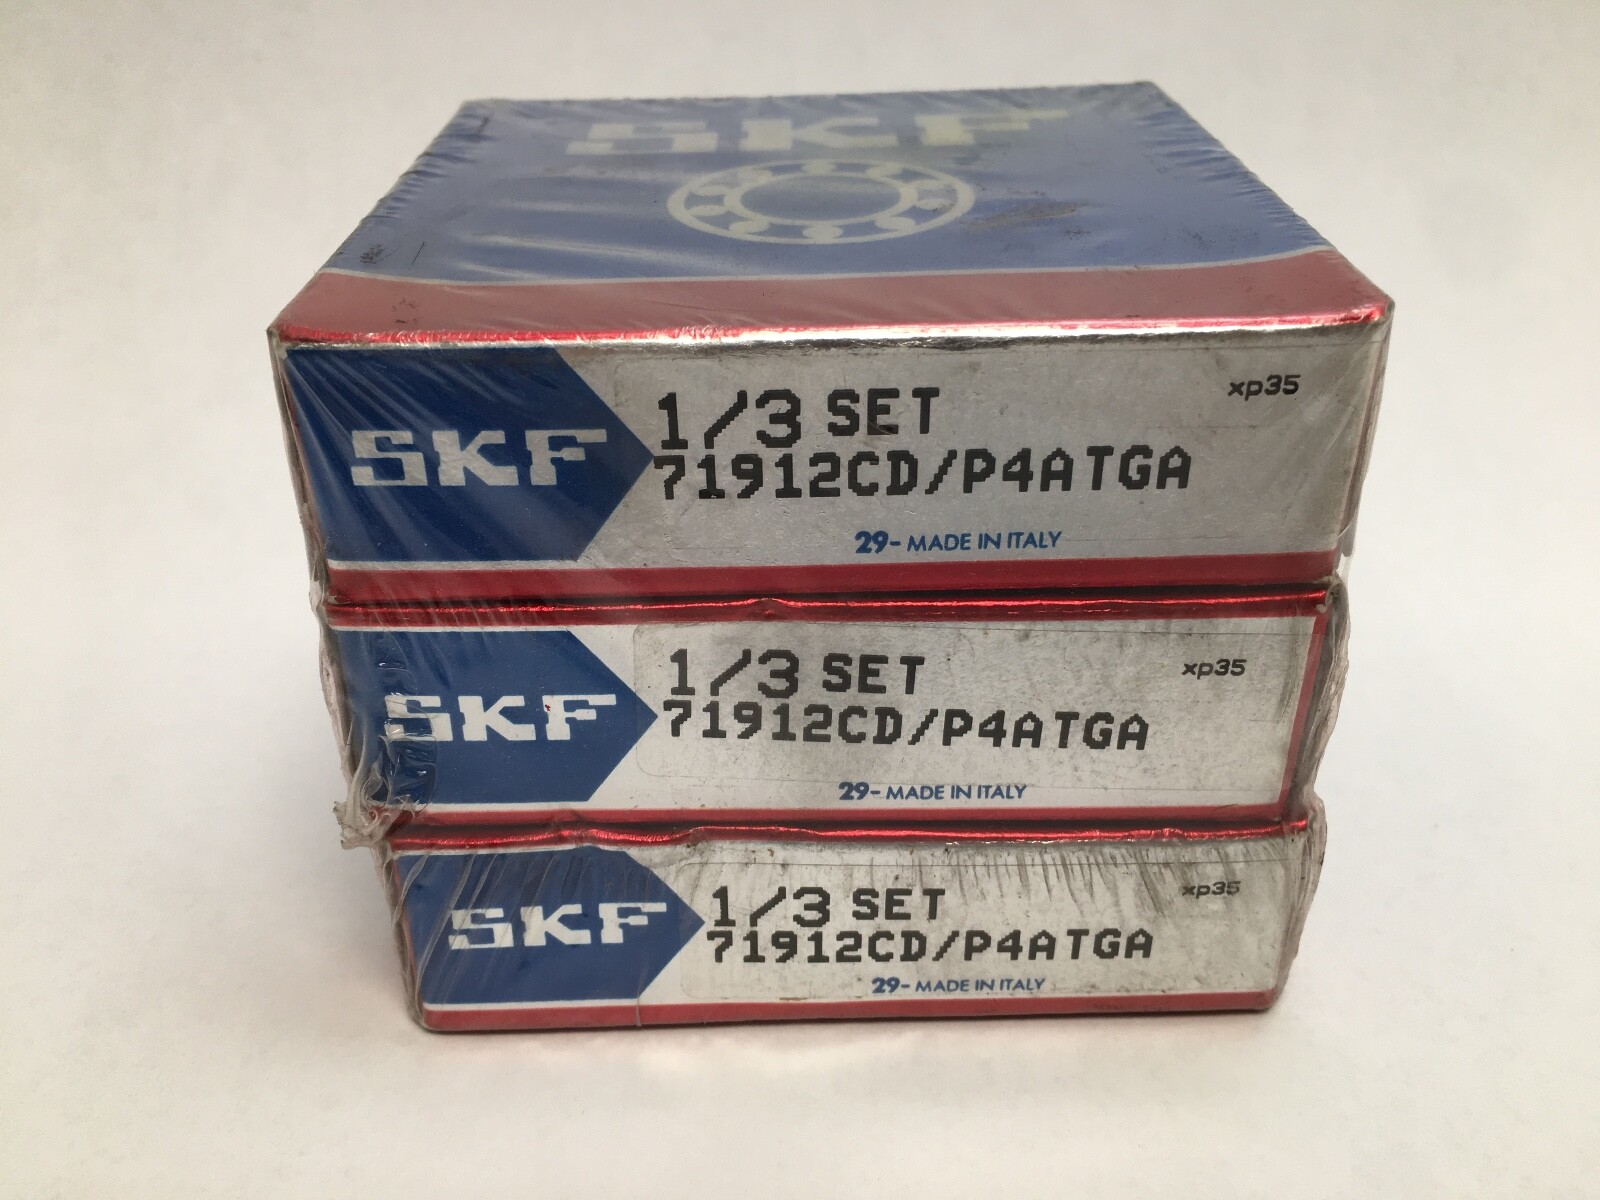 SKF
SKF
1/3 SET
xp35
71912CD/P4ATGA
29- MADE IN ITALY
SKF
1/3 SET
xp35
71912CD/P4ATGA
29- MADE IN ITALY
SKF
1/3 SET
xp35
71912CD/P4ATGA
29- MADE IN ITALY